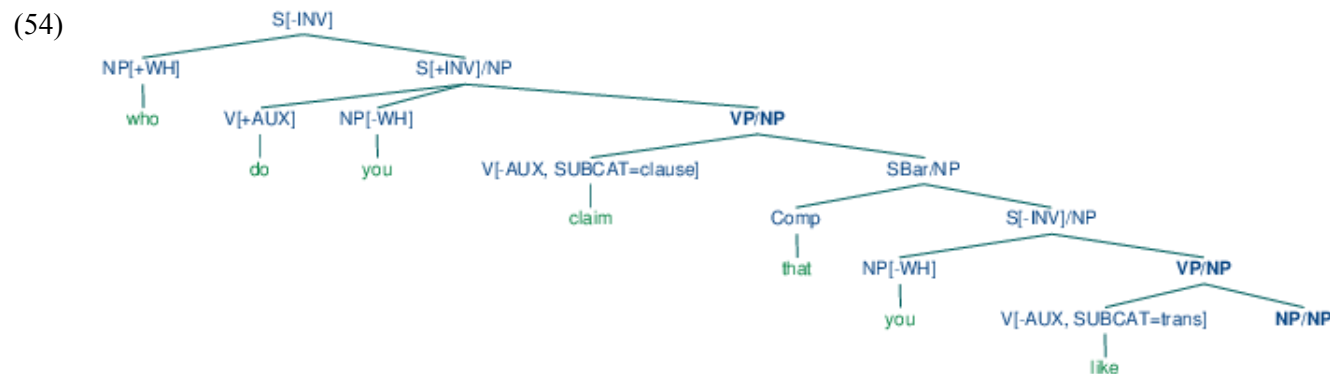 (54)
S[-INV]
NP[+WH] S[+INV]/NP
who V[+AUX] NP[-WH] VP/NP
do you V[-AUX, SUBCAT=clause] SBar/NP
claim Comp S[-INV]/NP
that NP[-WH] VP/NP
you V[-AUX, SUBCAT=trans] NP/NP
like